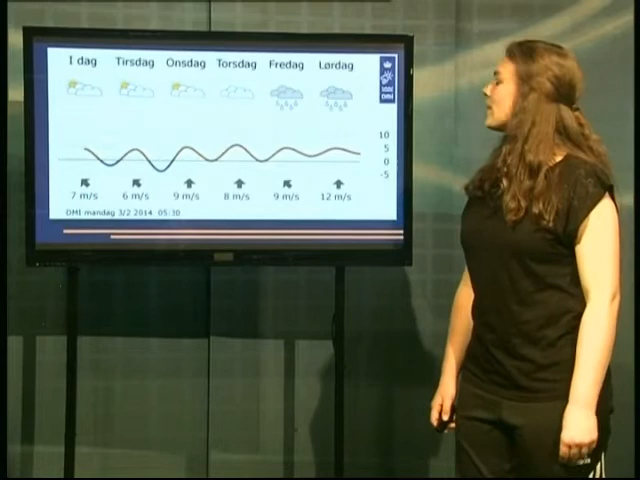 I dag Tirsdag Onsdag Torsdag Fredag Lørdag
DMI
10
5
0
-5
7 m/s 6 m/s 9 m/s 8 m/s 9 m/s 12 m/s
DMI mandag 3/2 2014 05:30